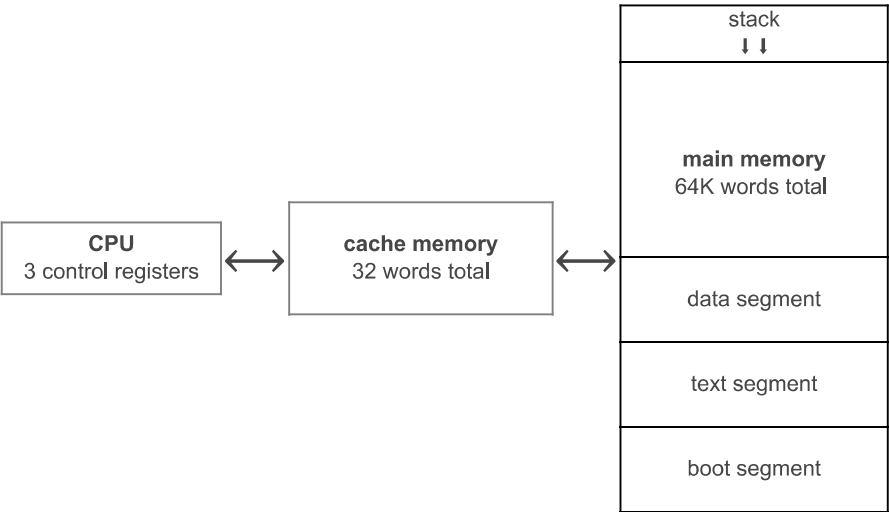 stack
main memory
64K words total
CPU
3 control registers
cache memory
32 words total
data segment
text segment
boot segment